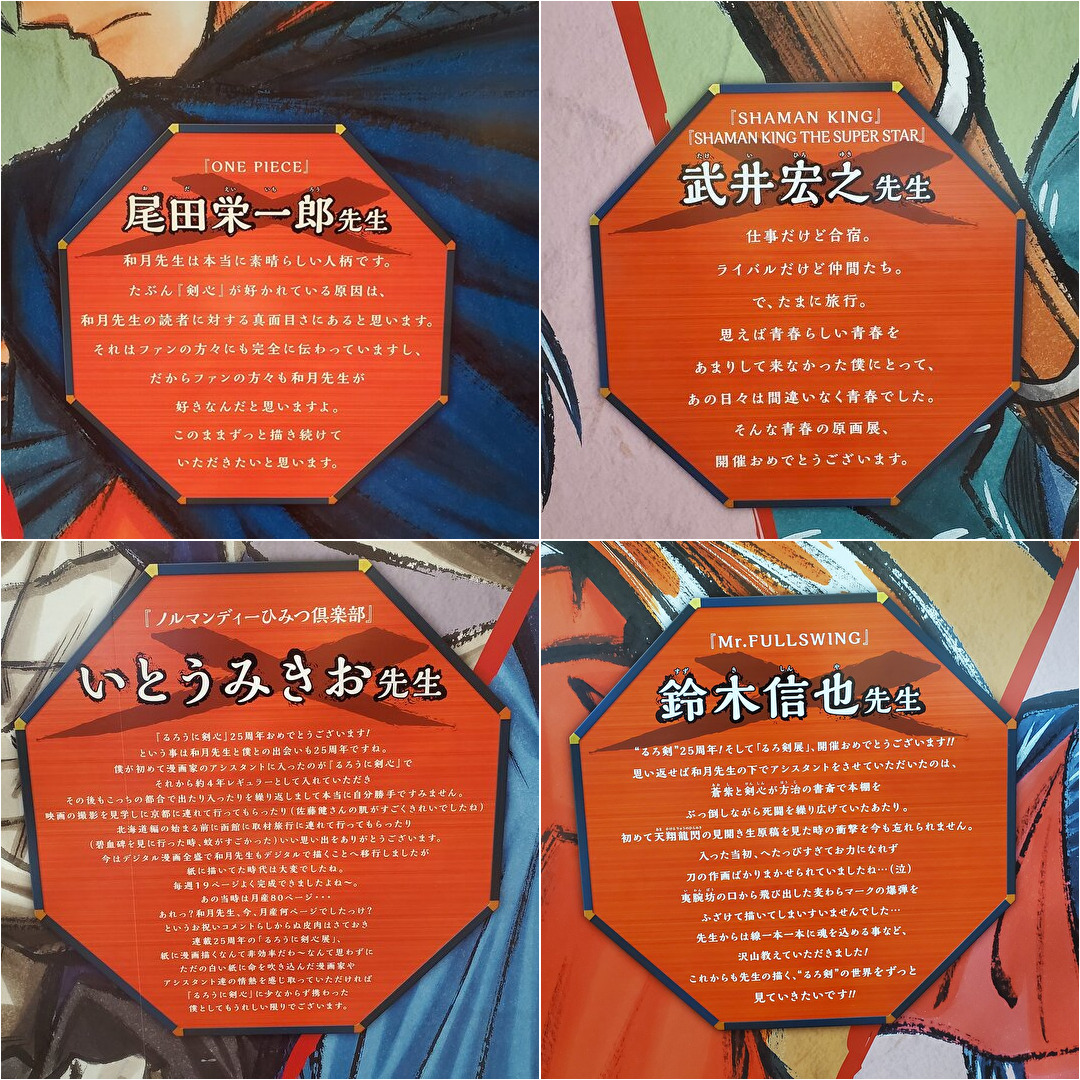 『ONE PIECE』
尾田栄一郎先生
おだえいいちろう
和月先生は本当に素晴らしい人柄です。
たぶん『剣心』が好かれている原因は、
和月先生の読者に対する真面目さにあると思います。
それはファンの方々にも完全に伝わっていますし、
だからファンの方々も和月先生が
好きなんだと思いますよ。
このままずっと描き続けて
いただきたいと思います。
『SHAMAN KING』
『SHAMAN KING THE SUPER STAR』
たけいひろゆき
武井宏之先生
仕事だけど合宿。
ライバルだけど仲間たち。
で、たまに旅行。
思えば青春らしい青春を
あまりして来なかった僕にとって、
あの日々は間違いなく青春でした。
そんな青春の原画展、
開催おめでとうございます。
『ノルマンディーひみつ倶楽部』
いとうみきお先生
『るろうに剣心』25周年おめでとうございます!
という事は和月先生と僕との出会いも25周年ですね。
僕が初めて漫画家のアシスタントに入ったのが『るろうに剣心』で
それから約4年レギュラーとして入れていただき
その後もこっちの都合で出たり入ったりを繰り返しまして本当に自分勝手ですみません。
映画の撮影を見学しに京都に連れて行ってもらったり(佐藤健さんの肌がすごくきれいでしたね)
北海道編の始まる前に函館に取材旅行に連れて行ってもらったり
(碧血碑を見に行った時、蚊がすごかった)いい思い出をありがとうございます。
今はデジタル漫画全盛で和月先生もデジタルで描くことへ移行しましたが
紙に描いてた時代は大変でしたね。
毎週19ページよく完成できましたよね〜。
あの当時は月産80ページ・・・
あれっ?和月先生、今、月産何ページでしたっけ?
というお祝いコメントらしからぬ皮肉はさておき
連載25周年の「るろうに剣心展」、
紙に漫画描くなんて非効率だわ〜なんて思わずに
ただの白い紙に命を吹き込んだ漫画家や
アシスタント達の情熱を感じ取っていただければ
『るろうに剣心』に少なからず携わった
僕としてもうれしい限りでございます。
『Mr.FULLSWING』
すずきしんや
鈴木信也先生
“るろ剣”25周年!そして「るろ剣展」、開催おめでとうございます!!
思い返せば和月先生の下でアシスタントをさせていただいたのは、
蒼紫と剣心が方治の書斎で本棚を
ぶっ倒しながら死闘を繰り広げていたあたり。
初めて天翔龍閃の見開き生原稿を見た時の衝撃を今も忘れられません。
入った当初、へたっぴすぎてお力になれず
刀の作画ばかりまかせられていましたね…(泣)
夷腕坊の口から飛び出した麦わらマークの爆弾を
ふざけて描いてしまいすいませんでした…
先生からは線一本一本に魂を込める事など、
沢山教えていただきました!
これからも先生の描く、“るろ剣”の世界をずっと
見ていきたいです!!